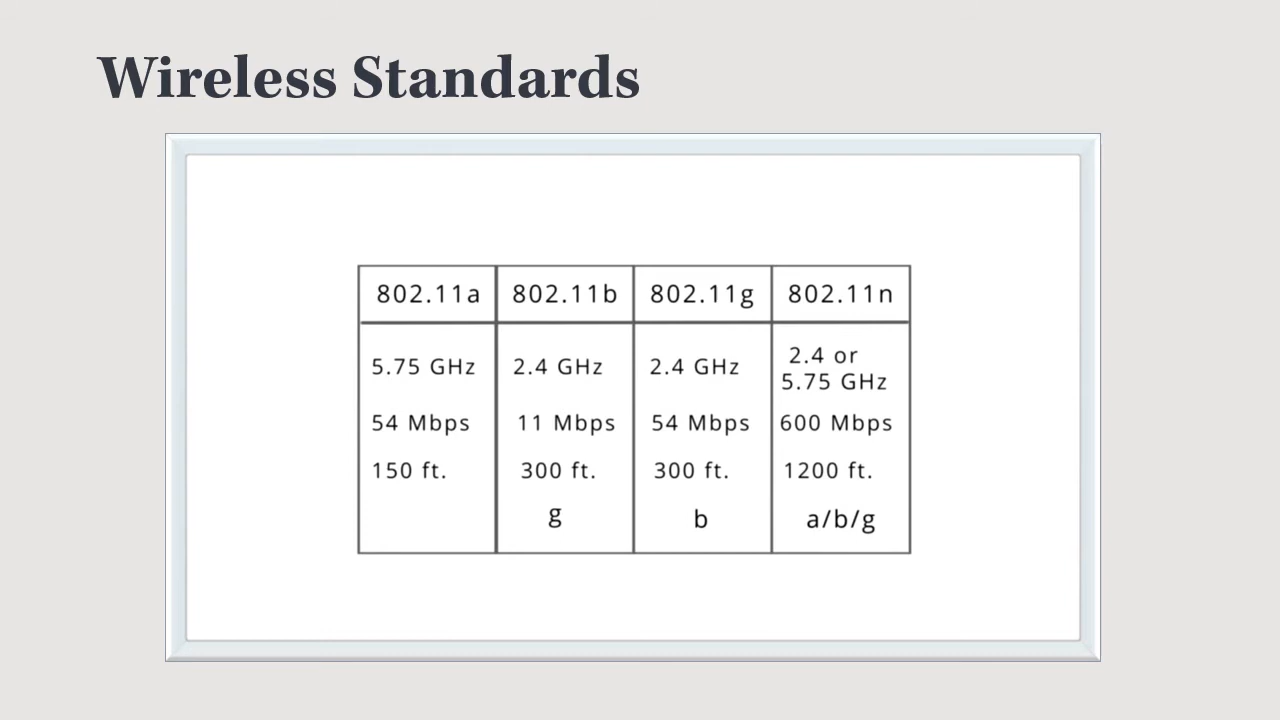 Wireless Standards
802.11a 802.11b 802.11g 802.11n
5.75 GHz 2.4 GHz 2.4 GHz 2.4 or 5.75 GHz
54 Mbps 11 Mbps 54 Mbps 600 Mbps
150 ft. 300 ft. 300 ft. 1200 ft.
g b a/b/g